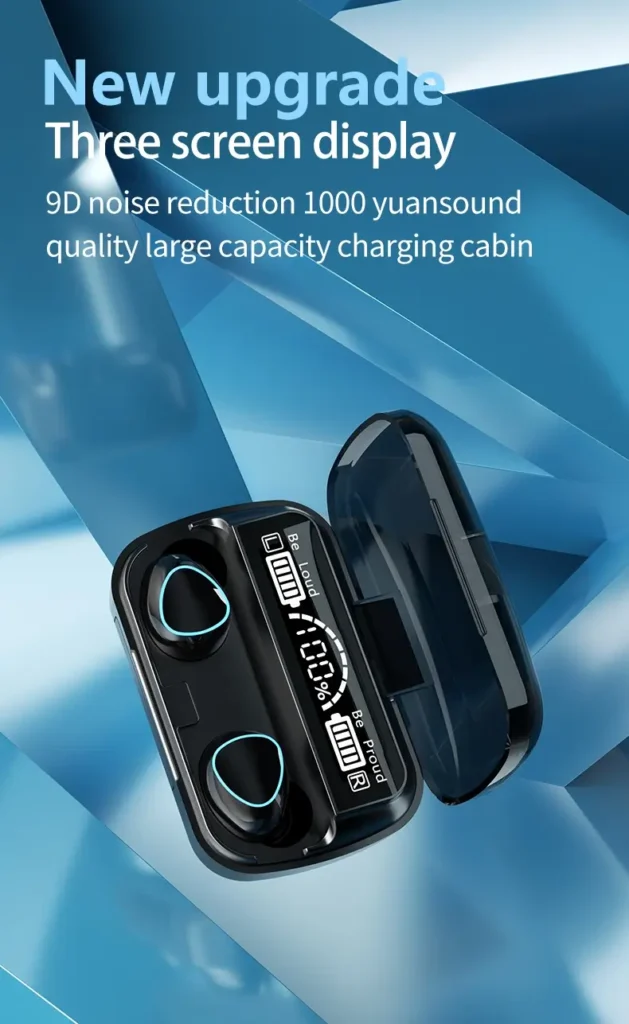 New upgrade
Three screen display
9D noise reduction 1000 yuansound
quality large capacity charging cabin
L
Be Loud
100%
Be Proud
R